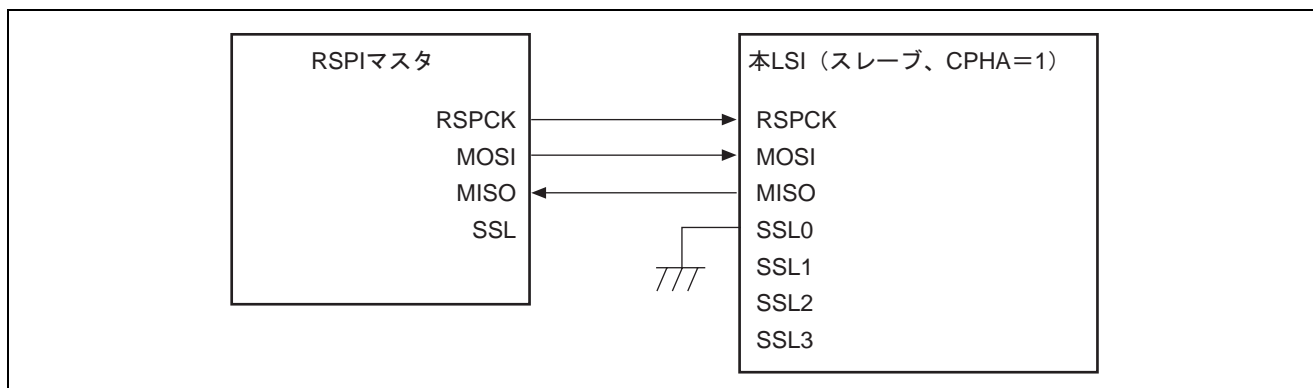 RSPIマスタ
RSPCK
MOSI
MISO
SSL
本LSI（スレーブ、CPHA＝1）
RSPCK
MOSI
MISO
SSL0
SSL1
SSL2
SSL3